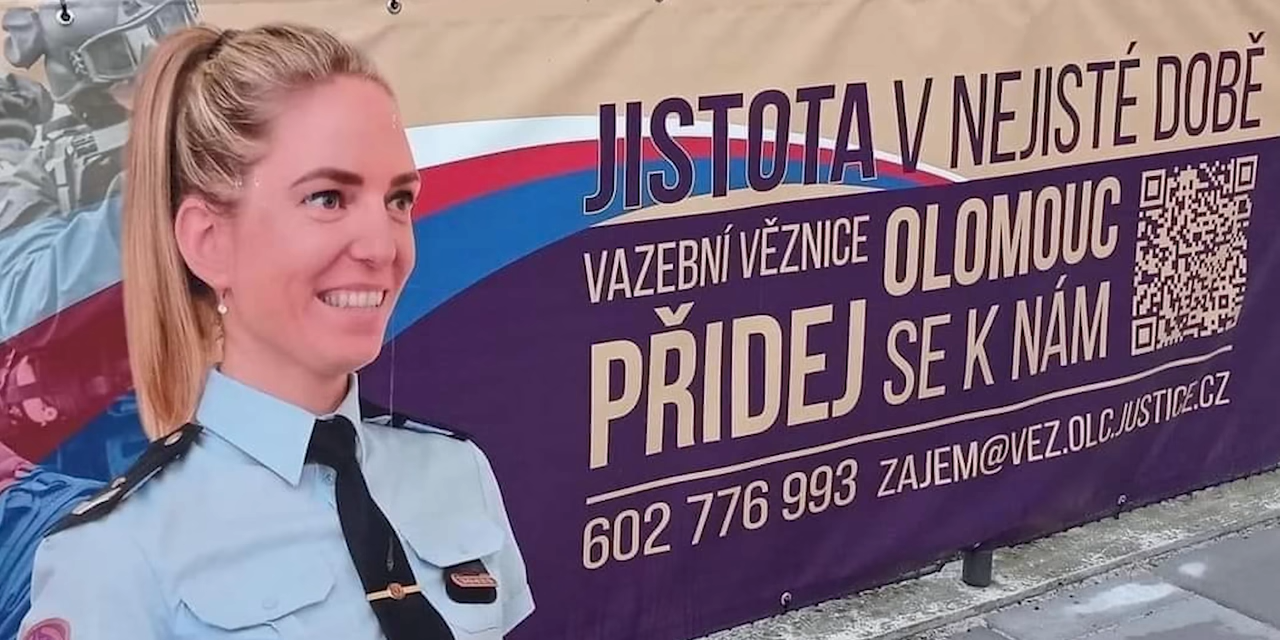 JISTOTA V NEJISTÉ DOBĚ
VAZEBNÍ VĚZNICE OLOMOUC
PŘIDEJ SE K NÁM
602 776 993 ZAJEM@VEZ.OLC.JUSTICE.CZ